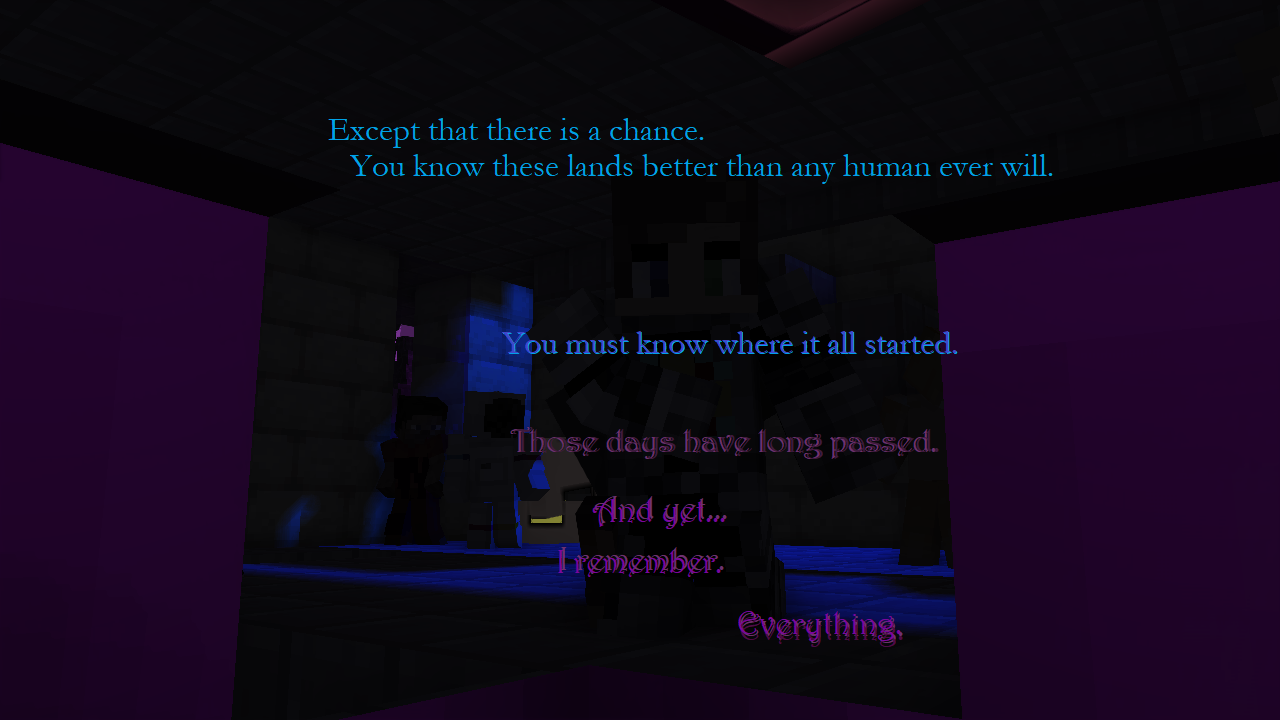 Except that there is a chance.
You know these lands better than any human ever will.
You must know where it all started.
Those days have long passed.
And yet...
I remember.
Everything.